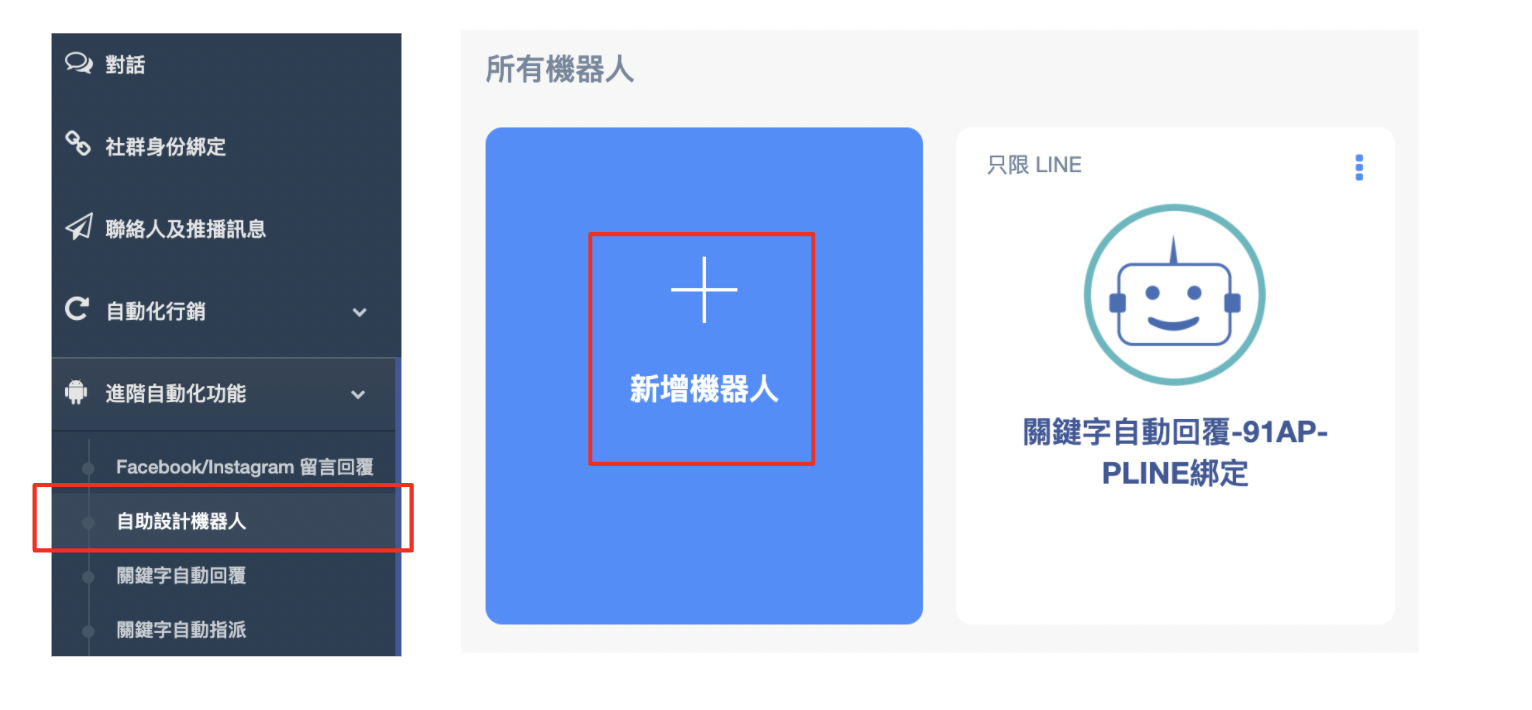 對話
社群身份綁定
聯絡人及推播訊息
自動化行銷
進階自動化功能
Facebook/Instagram 留言回覆
自助設計機器人
關鍵字自動回覆
關鍵字自動指派
所有機器人
新增機器人
只限 LINE
關鍵字自動回覆-91AP-
PLINE綁定